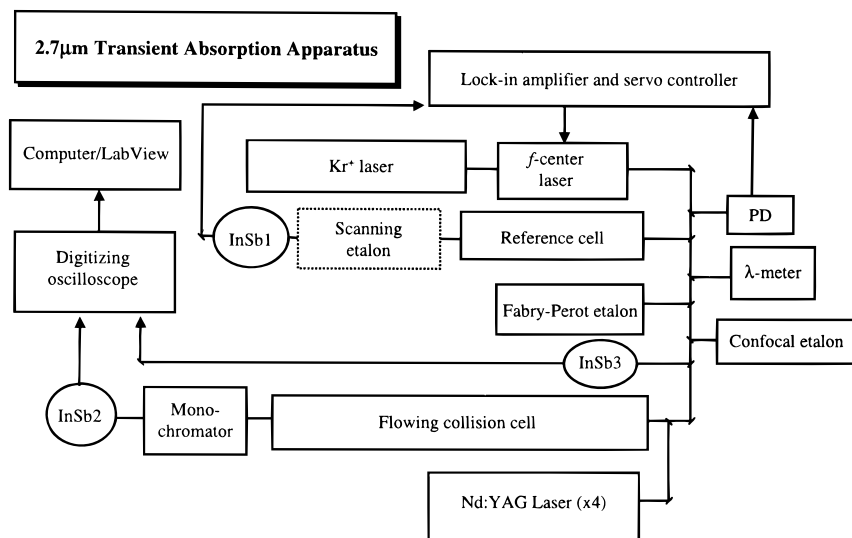 2.7μm Transient Absorption Apparatus
Lock-in amplifier and servo controller
Computer/LabView
Kr⁺ laser
f-center
laser
PD
InSb1
Scanning
etalon
Reference cell
Digitizing
oscilloscope
λ-meter
Fabry-Perot etalon
Confocal etalon
InSb3
InSb2
Mono-
chromator
Flowing collision cell
Nd:YAG Laser (x4)